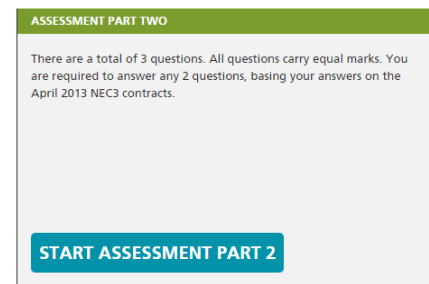 ASSESSMENT PART TWO
There are a total of 3 questions. All questions carry equal marks. You
are required to answer any 2 questions, basing your answers on the
April 2013 NEC3 contracts.
START ASSESSMENT PART 2